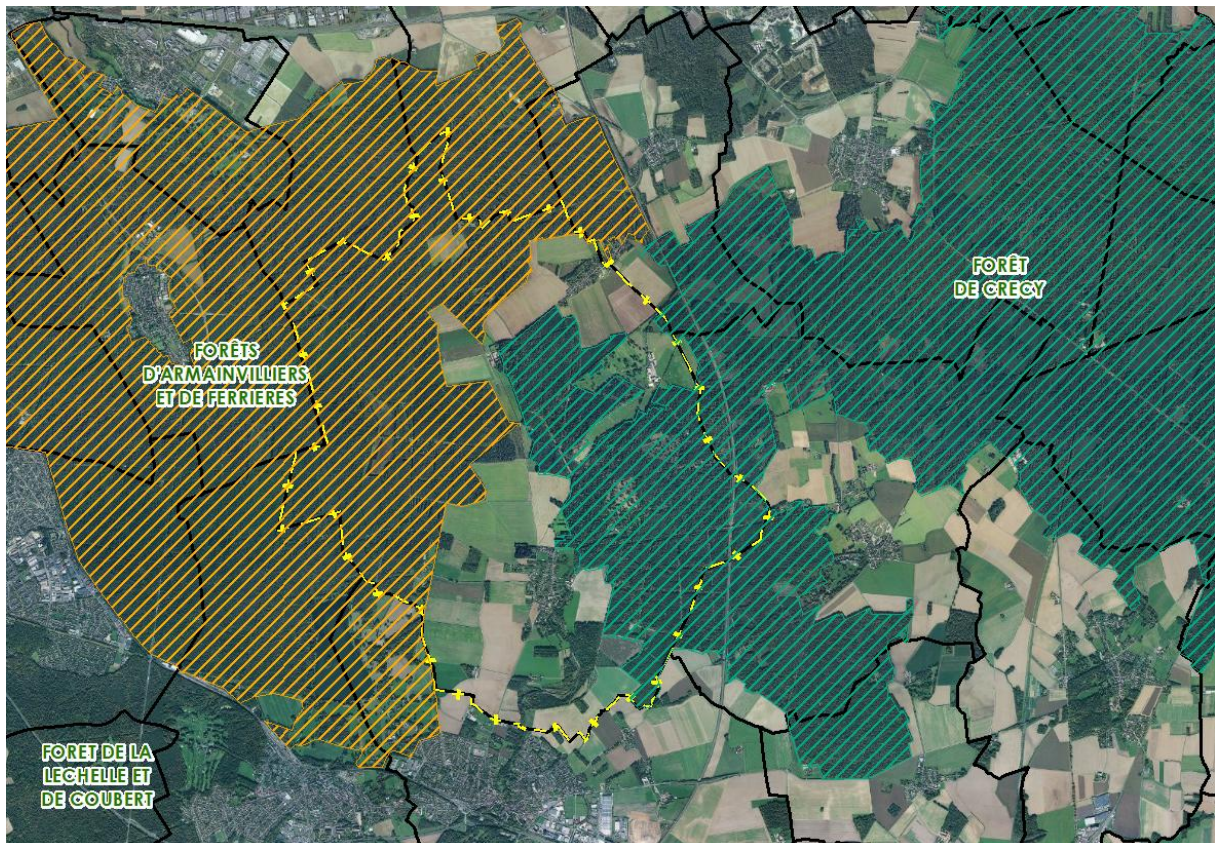 FORÊT
DE CRECY
FORÊTS
D'ARMAINVILLIERS
ET DE FERRIERES
FORET DE LA
LECHELLE ET
DE COUBERT